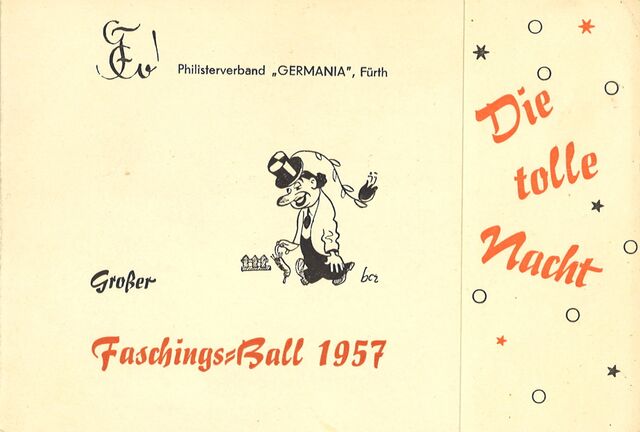 Philisterverband „GERMANIA", Fürth
Großer
Faschings=Ball 1957
Die
tolle
Nacht